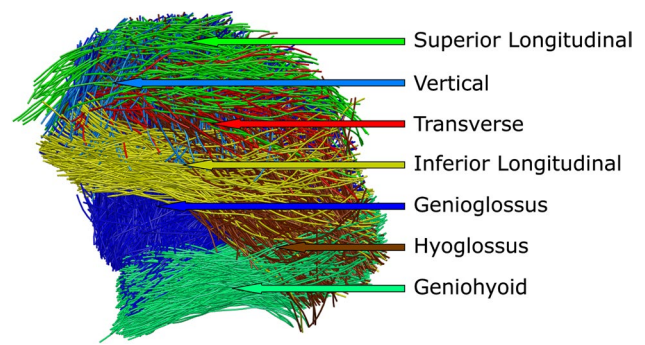 Superior Longitudinal
Vertical
Transverse
Inferior Longitudinal
Genioglossus
Hyoglossus
Geniohyoid